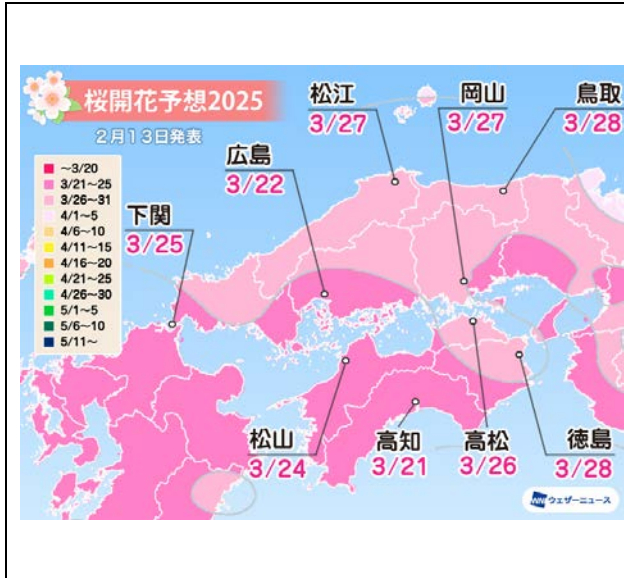 桜開花予想2025
2月13日発表
松江
3/27
岡山
3/27
鳥取
3/28
広島
3/22
下関
3/25
~3/20
3/21~25
3/26~31
4/1~5
4/6~10
4/11~15
4/16~20
4/21~25
4/26~30
5/1~5
5/6~10
5/11~
松山
3/24
高知
3/21
高松
3/26
徳島
3/28
WN ウェザーニュース